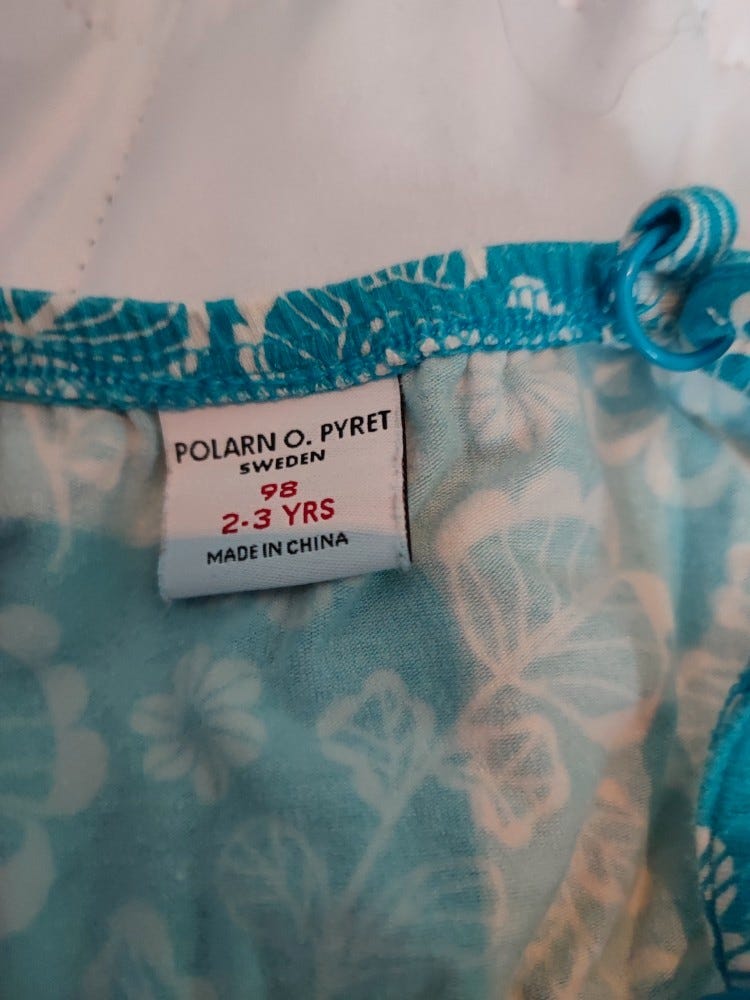 POLARN O. PYRET
SWEDEN
98
2-3 YRS
MADE IN CHINA